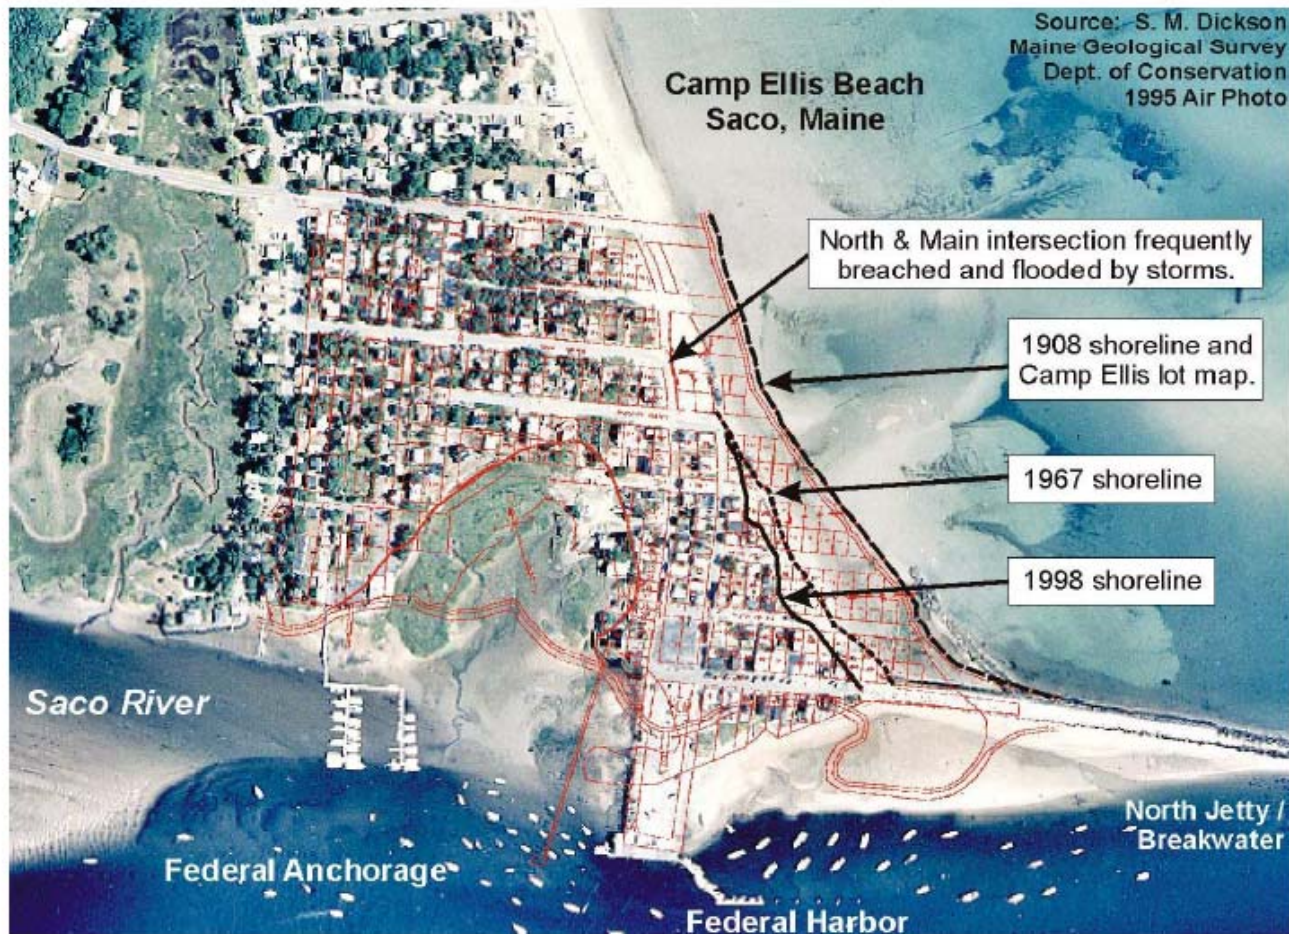 Source: S. M. Dickson
Maine Geological Survey
Dept. of Conservation
1995 Air Photo
Camp Ellis Beach
Saco, Maine
North & Main intersection frequently
breached and flooded by storms.
1908 shoreline and
Camp Ellis lot map.
1967 shoreline
1998 shoreline
Saco River
North Jetty /
Breakwater
Federal Anchorage
Federal Harbor